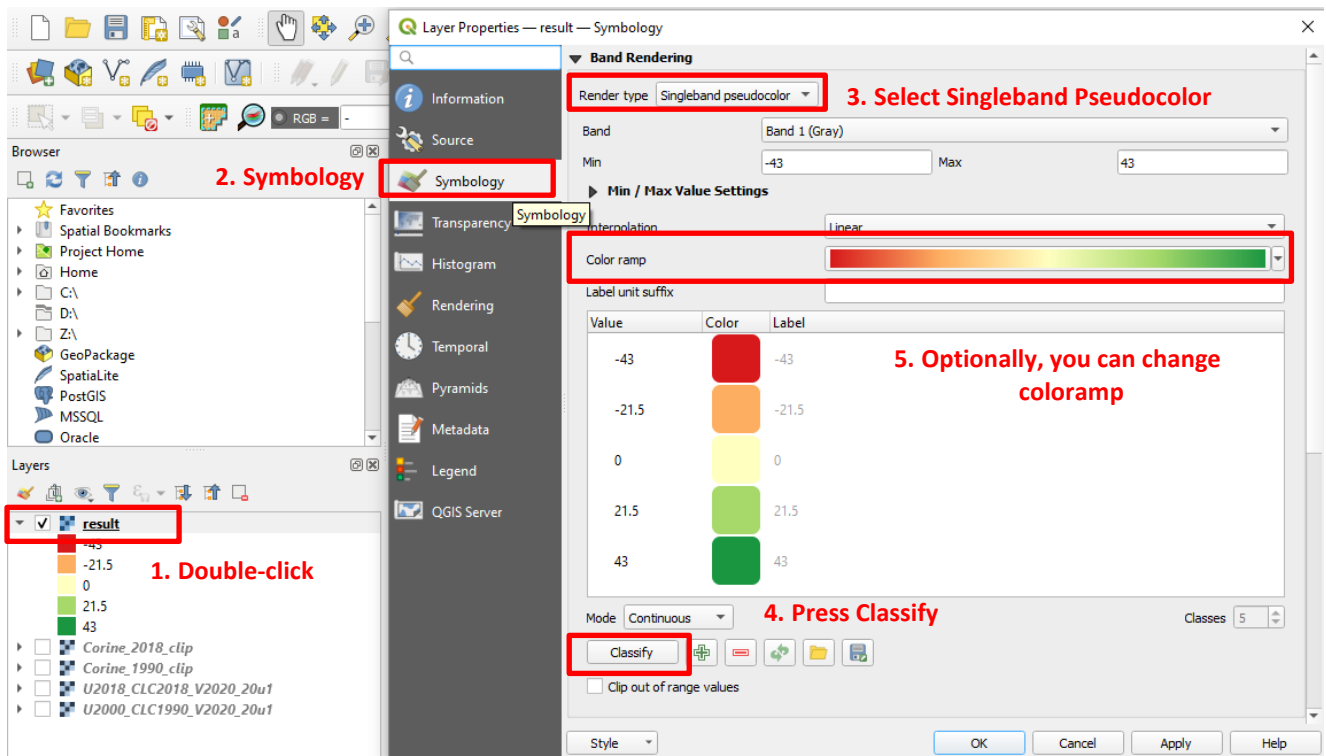 RGB =
-
Browser
2. Symbology
Favorites
Spatial Bookmarks
Project Home
Home
C:\
D:\
Z:\
GeoPackage
SpatiaLite
PostGIS
MSSQL
Oracle
Layers
result
-43
1. Double-click
-21.5
0
21.5
43
Corine_2018_clip
Corine_1990_clip
U2018_CLC2018_V2020_20u1
U2000_CLC1990_V2020_20u1
Layer Properties — result — Symbology
Information
Source
Symbology
Symbology
Transparency
Histogram
Rendering
Temporal
Pyramids
Metadata
Legend
QGIS Server
Band Rendering
Render type Singleband pseudocolor
3. Select Singleband Pseudocolor
Band Band 1 (Gray)
Min -43 Max 43
Min / Max Value Settings
Interpolation Linear
Color ramp
Label unit suffix
Value Color Label
-43 -43
5. Optionally, you can change
coloramp
-21.5 -21.5
0 0
21.5 21.5
43 43
Mode Continuous
4. Press Classify
Classes 5
Classify
Clip out of range values
Style OK Cancel Apply Help